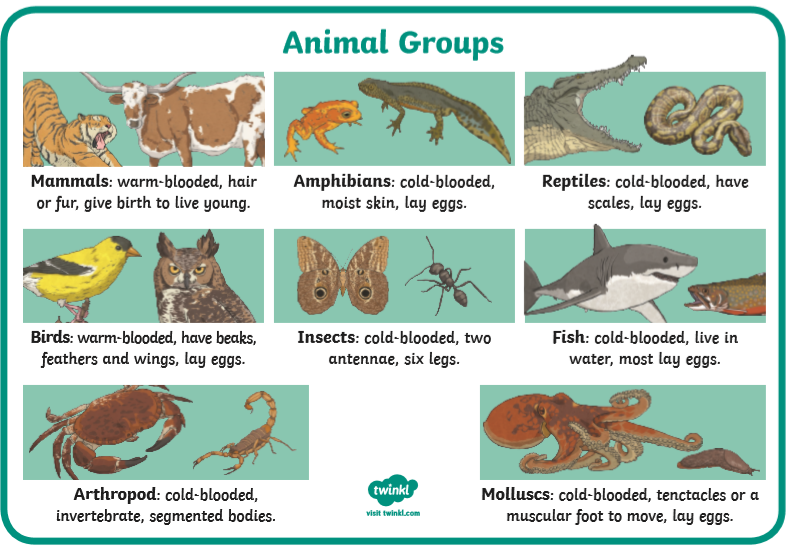 Animal Groups
Mammals: warm-blooded, hair
or fur, give birth to live young.
Amphibians: cold-blooded,
moist skin, lay eggs.
Reptiles: cold-blooded, have
scales, lay eggs.
Birds: warm-blooded, have beaks,
feathers and wings, lay eggs.
Insects: cold-blooded, two
antennae, six legs.
Fish: cold-blooded, live in
water, most lay eggs.
Arthropod: cold-blooded,
invertebrate, segmented bodies.
twinkl
visit twinkl.com
Molluscs: cold-blooded, tenctacles or a
muscular foot to move, lay eggs.